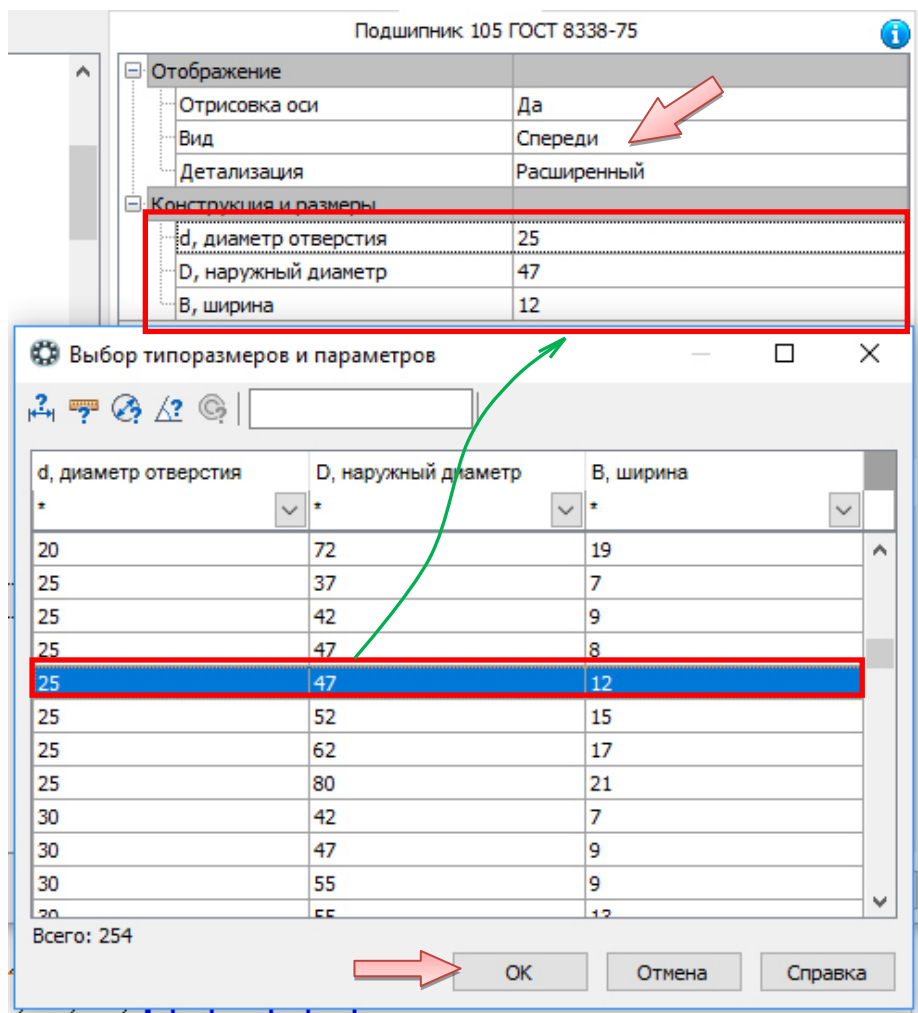 Подшипник 105 ГОСТ 8338-75
Отображение
Отрисовка оси Да
Вид Спереди
Детализация Расширенный
Конструкция и размеры
d, диаметр отверстия 25
D, наружный диаметр 47
B, ширина 12
Выбор типоразмеров и параметров
d, диаметр отверстия D, наружный диаметр B, ширина
* * *
20 72 19
25 37 7
25 42 9
25 47 8
25 47 12
25 52 15
25 62 17
25 80 21
30 42 7
30 47 9
30 55 9
30 55 13
Всего: 254
OK Отмена Справка